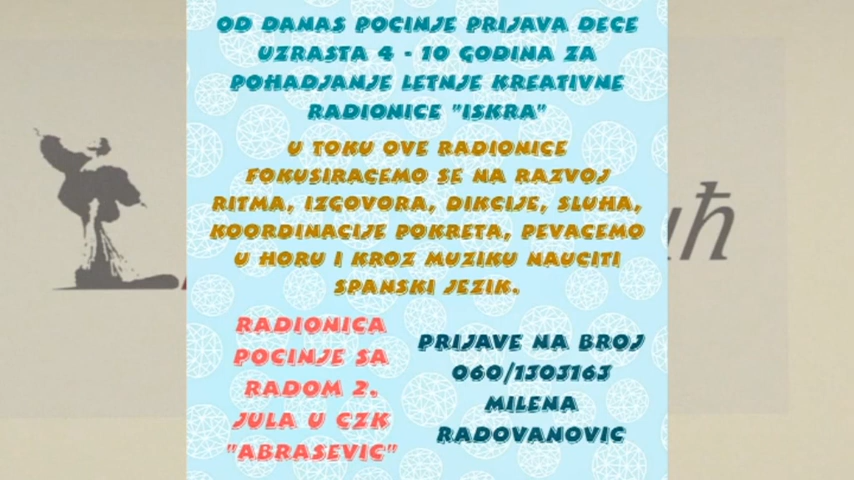 OD DANAS POCINJE PRIJAVA DECE
UZRASTA 4 - 10 GODINA ZA
POHADJANJE LETNJE KREATIVNE
RADIONICE "ISKRA"
U TOKU OVE RADIONICE
FOKUSIRACEMO SE NA RAZVOJ
RITMA, IZGOVORA, DIKCIJE, SLUHA,
KOORDINACIJE POKRETA, PEVACEMO
U HORU I KROZ MUZIKU NAUCITI
SPANSKI JEZIK.
RADIONICA
POCINJE SA
RADOM 2.
JULA U CZK
"ABRASEVIC"
PRIJAVE NA BROJ
060/1303163
MILENA
RADOVANOVIC